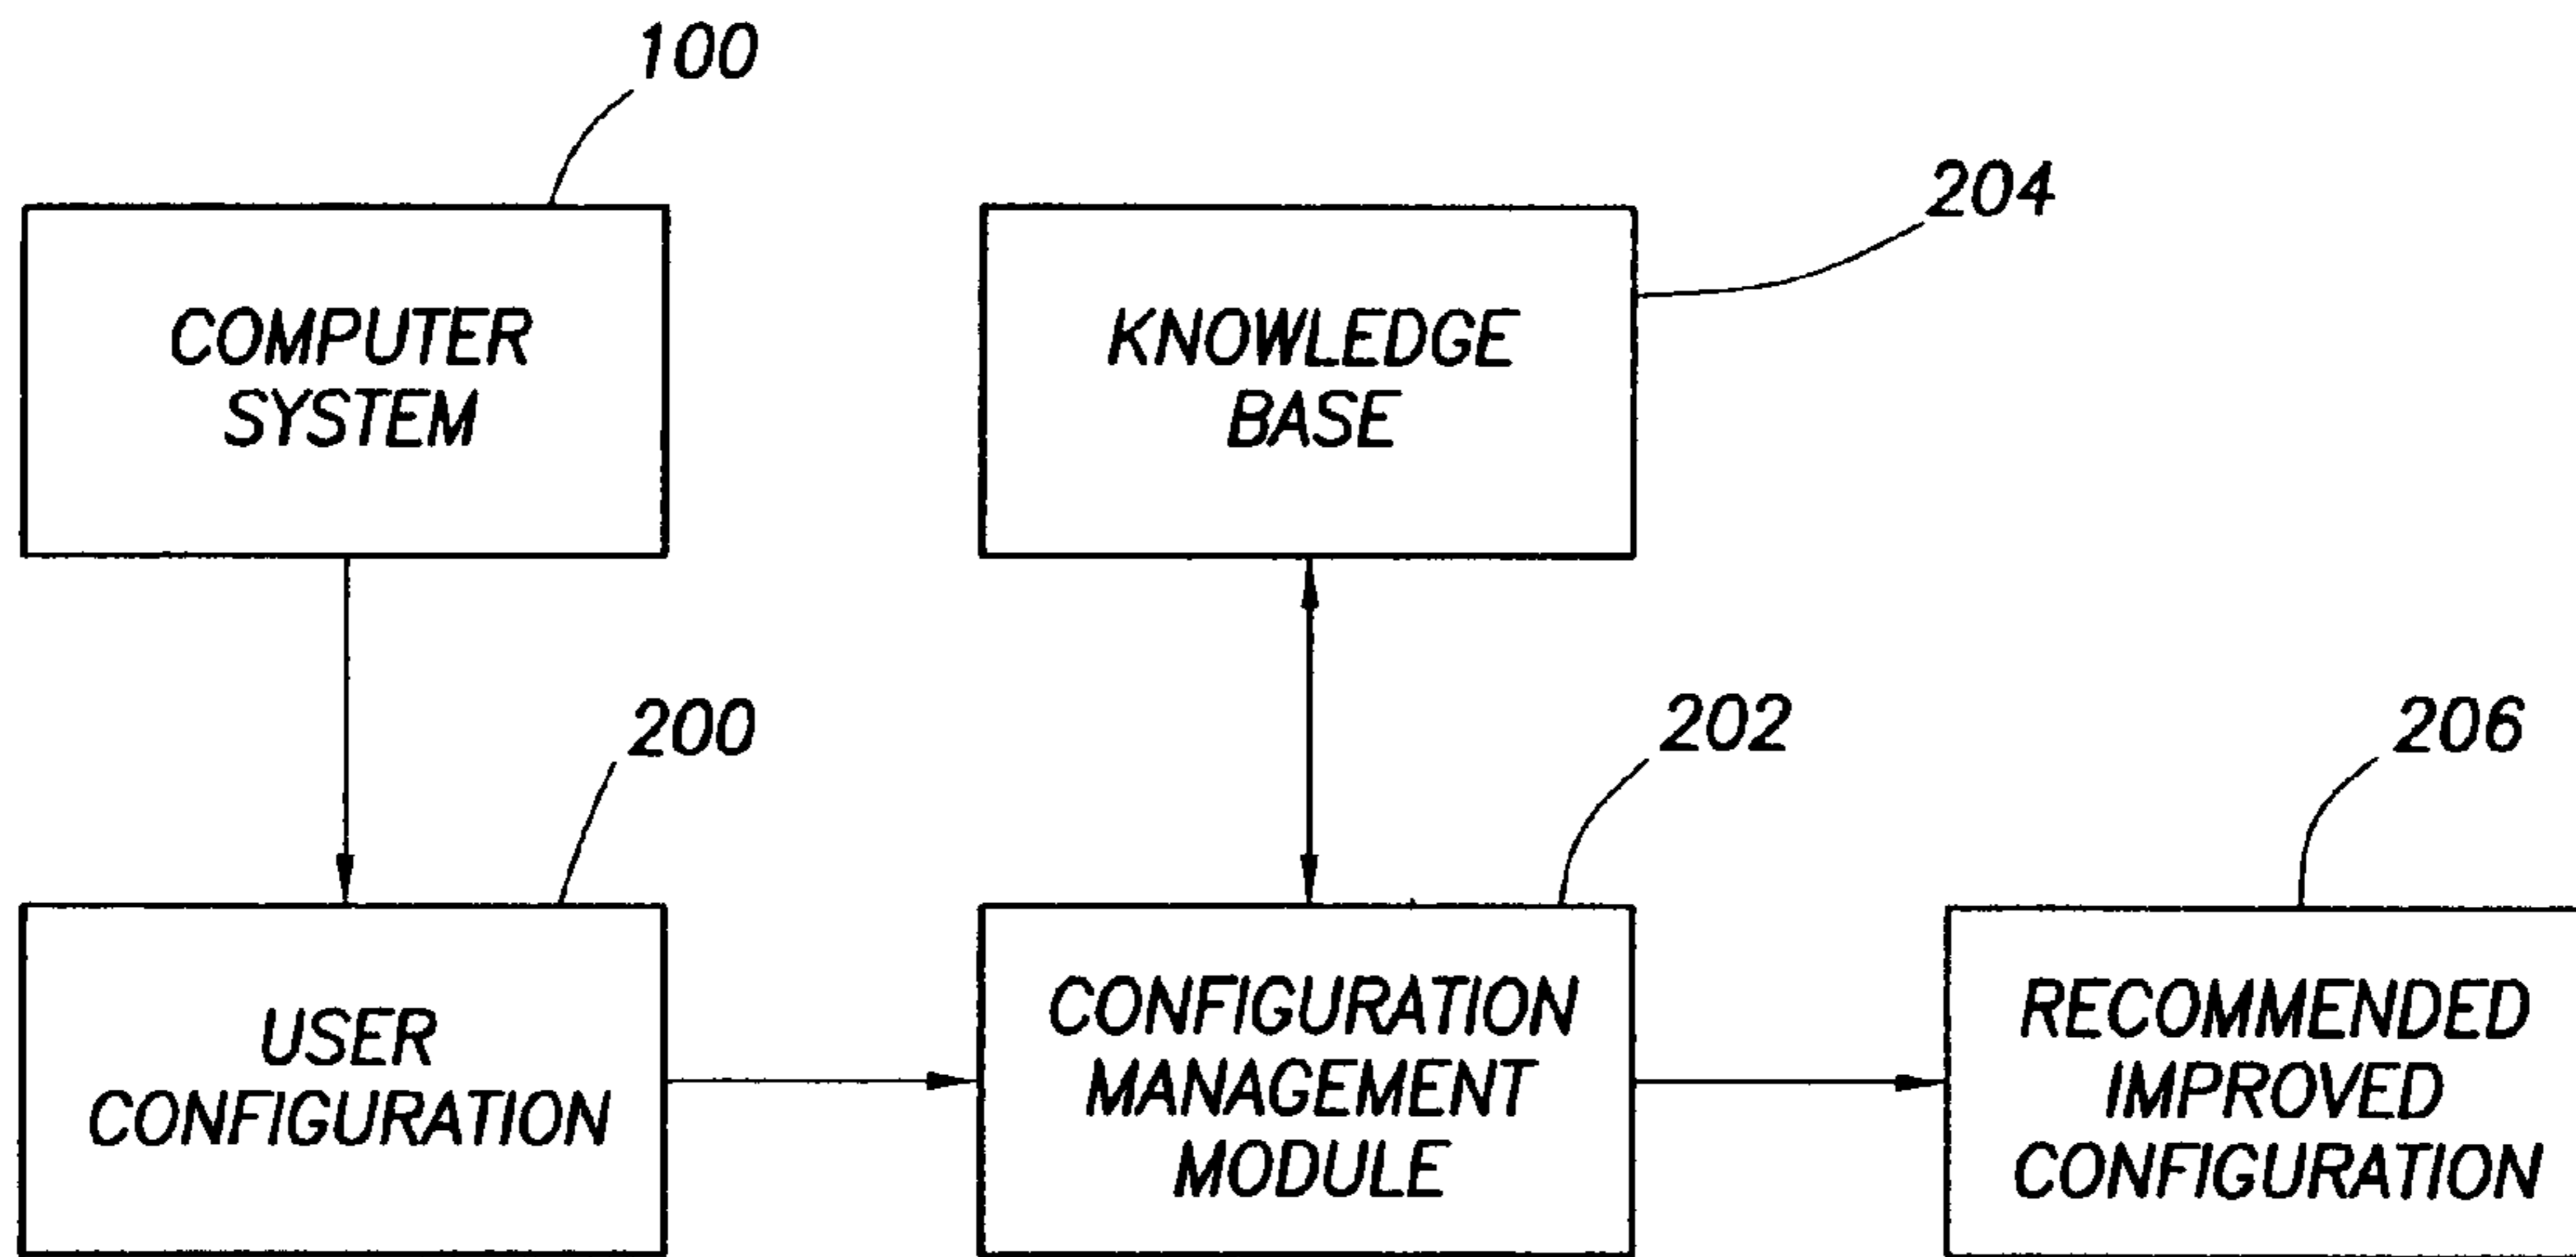 100
COMPUTER
SYSTEM
204
KNOWLEDGE
BASE
200
USER
CONFIGURATION
202
CONFIGURATION
MANAGEMENT
MODULE
206
RECOMMENDED
IMPROVED
CONFIGURATION